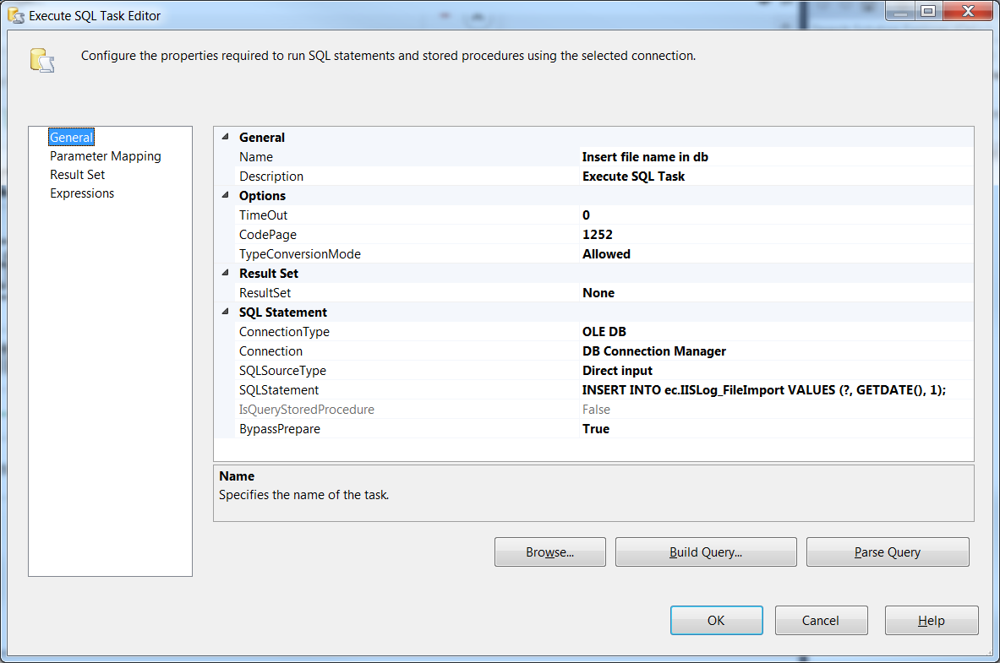 Execute SQL Task Editor
Configure the properties required to run SQL statements and stored procedures using the selected connection.
General
Parameter Mapping
Result Set
Expressions
General
Name Insert file name in db
Description Execute SQL Task
Options
TimeOut 0
CodePage 1252
TypeConversionMode Allowed
Result Set
ResultSet None
SQL Statement
ConnectionType OLE DB
Connection DB Connection Manager
SQLSourceType Direct input
SQLStatement INSERT INTO ec.IISLog_FileImport VALUES (?, GETDATE(), 1);
IsQueryStoredProcedure False
BypassPrepare True
Name
Specifies the name of the task.
Browse... Build Query... Parse Query
OK Cancel Help